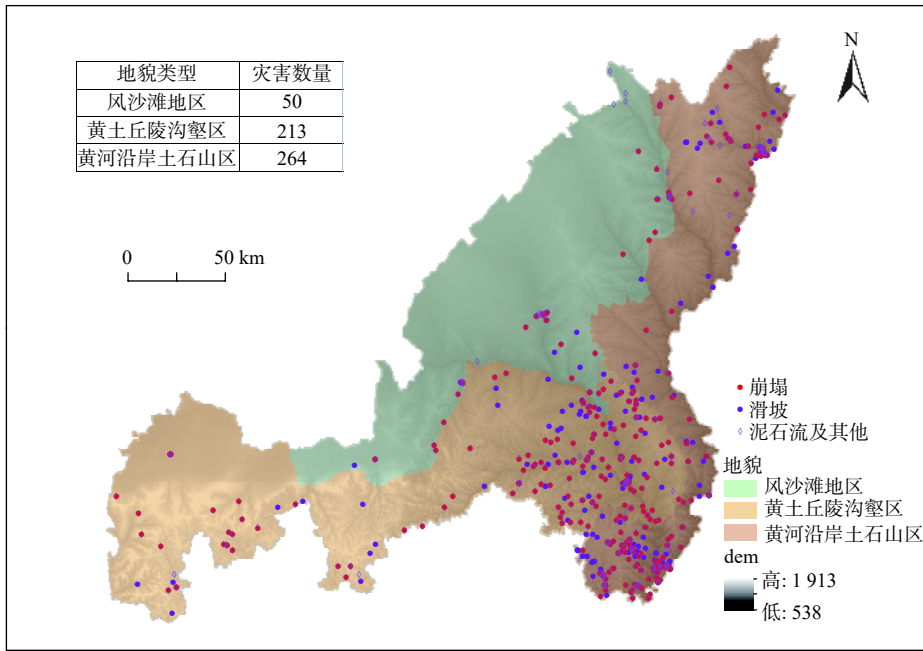 地貌类型 灾害数量
风沙滩地区 50
黄土丘陵沟壑区 213
黄河沿岸土石山区 264
N
0 50 km
崩塌
滑坡
泥石流及其他
地貌
风沙滩地区
黄土丘陵沟壑区
黄河沿岸土石山区
dem
高: 1 913
低: 538